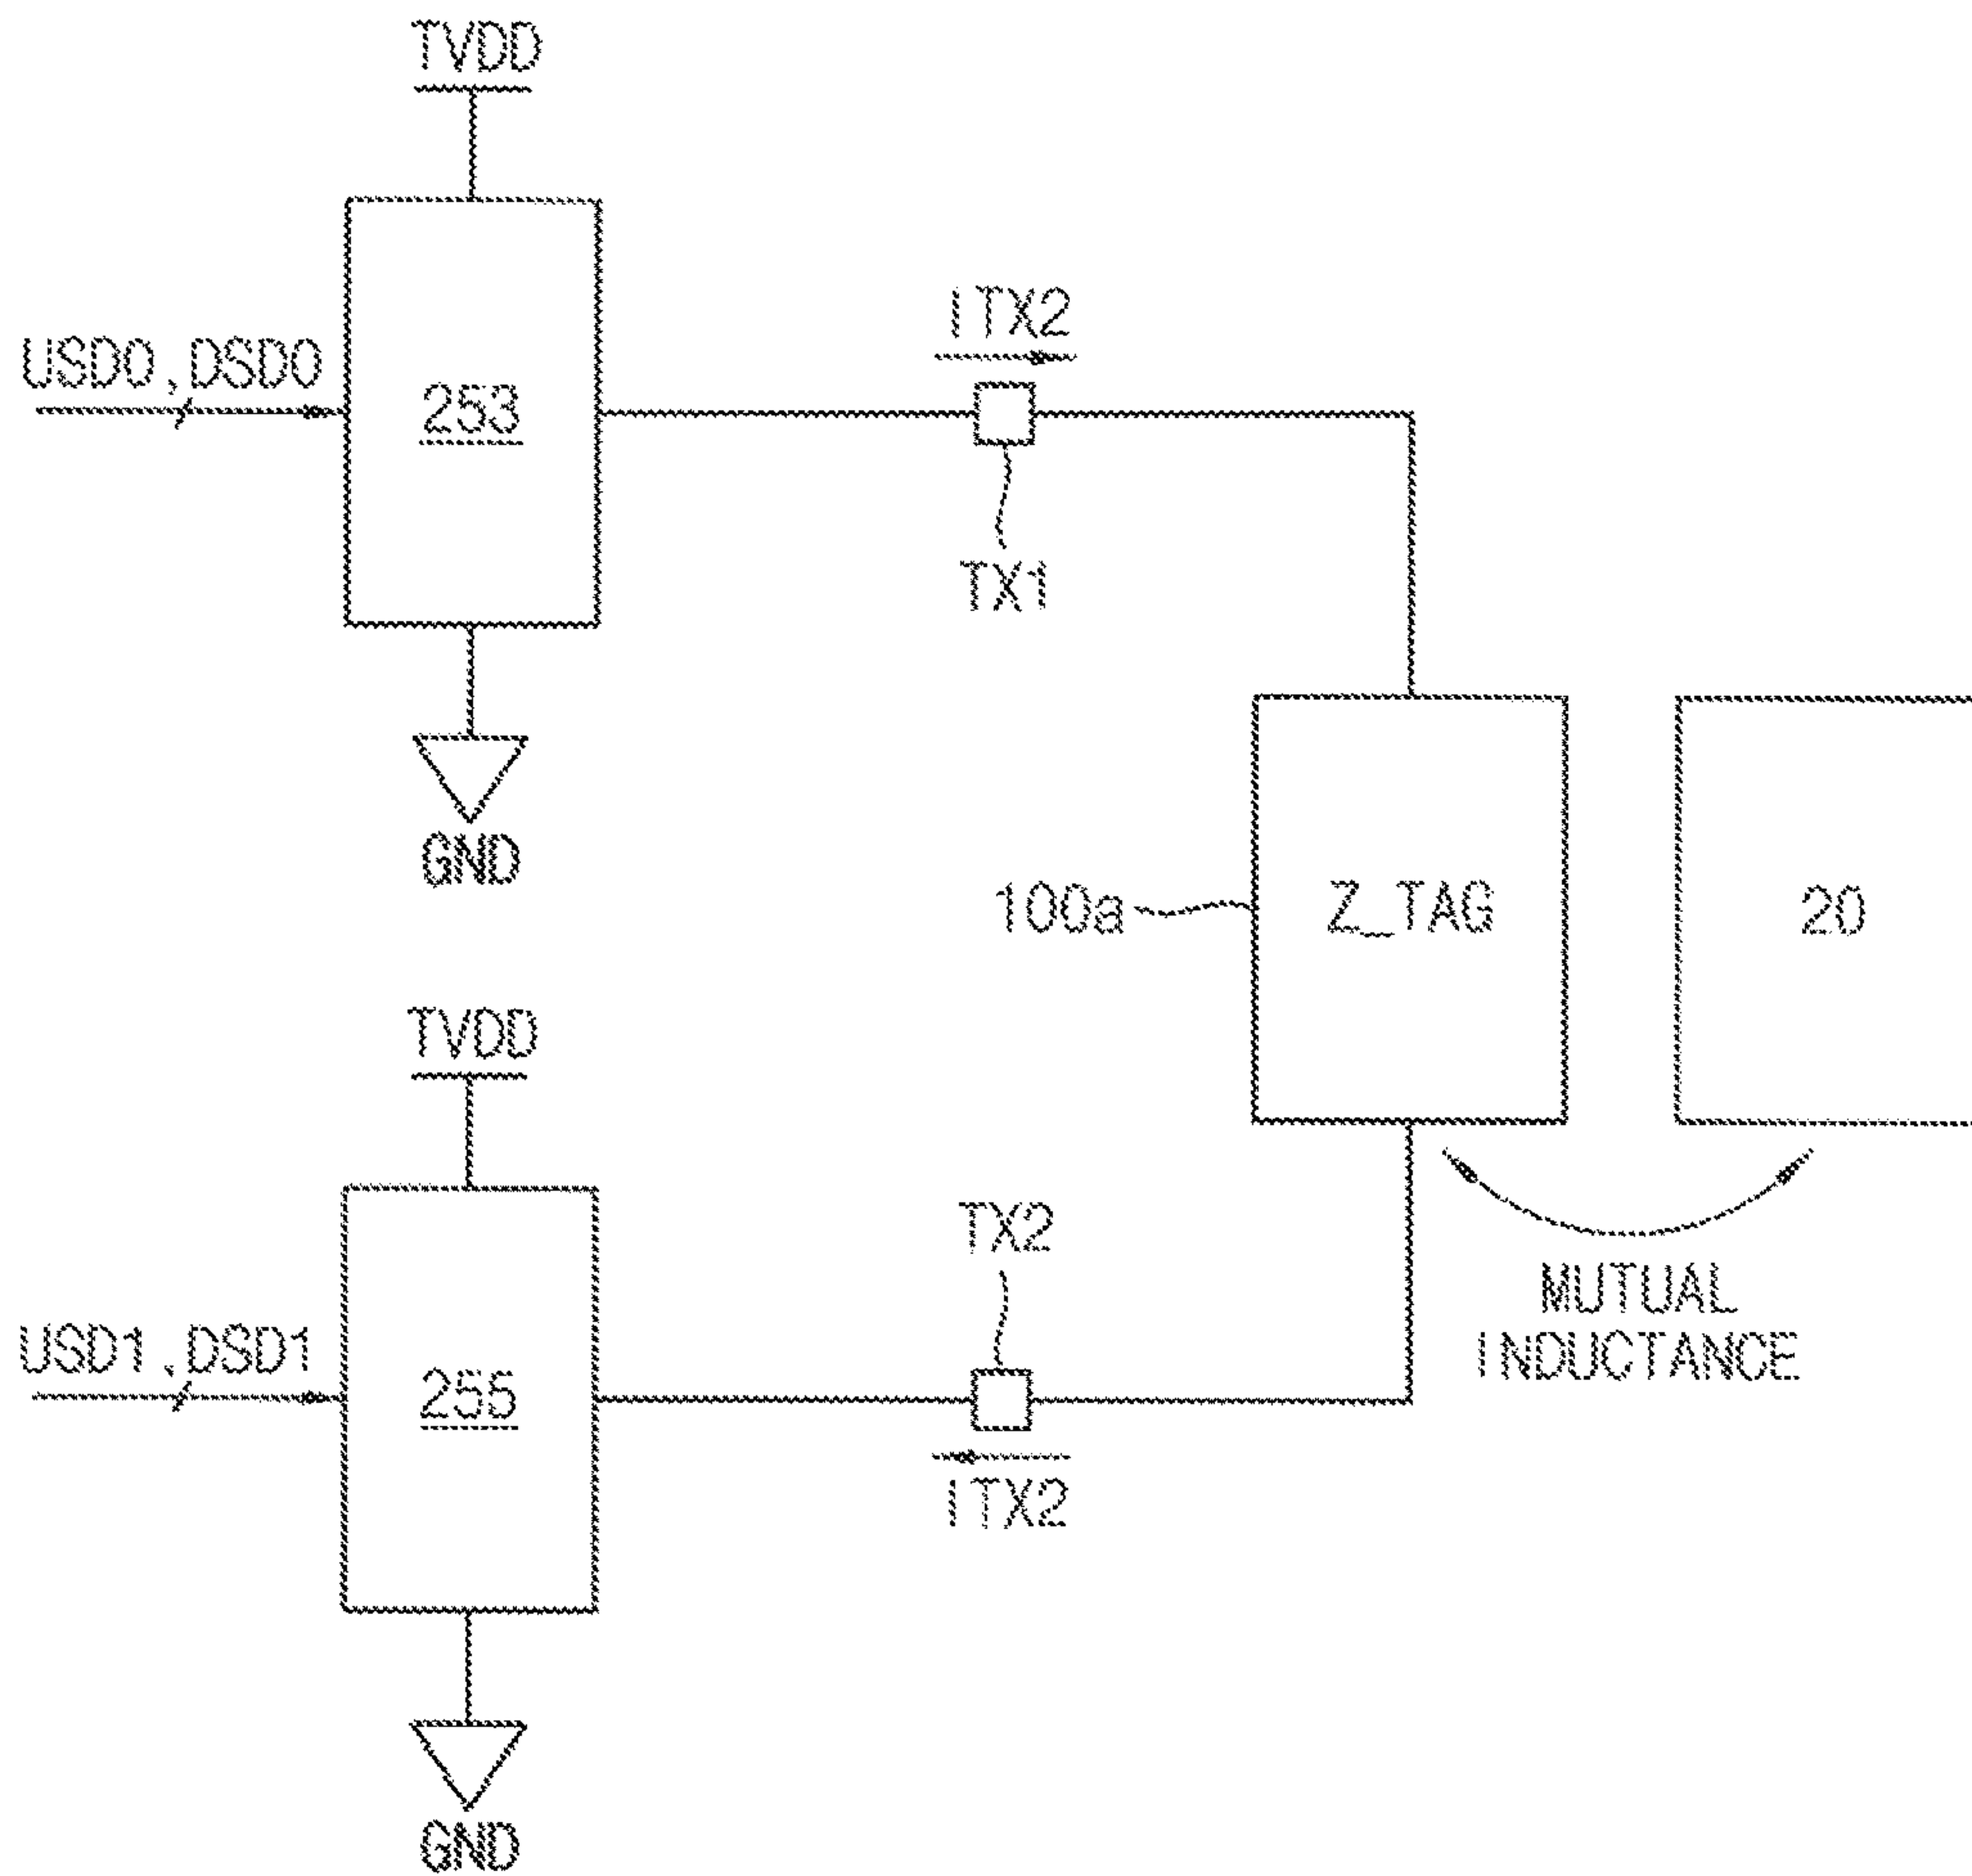 TVDD
ITX2
USD0,DSD0
253
TX1
GND
100a
Z_TAG
20
TVDD
TX2
MUTUAL
INDUCTANCE
USD1,DSD1
255
ITX2
GND